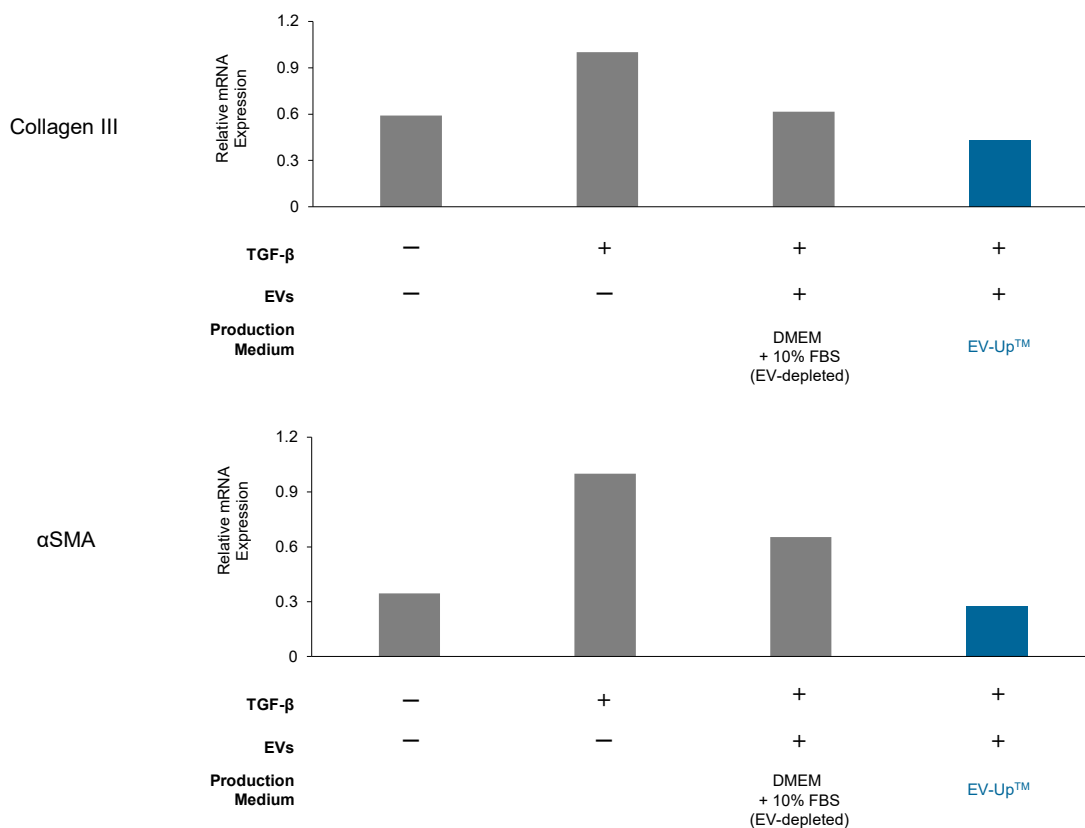 Collagen III
Relative mRNA
Expression
1.2
0.9
0.6
0.3
0
TGF-β − + + +
EVs − − + +
Production
Medium
DMEM
+ 10% FBS
(EV-depleted)
EV-Up™
αSMA
Relative mRNA
Expression
1.2
0.9
0.6
0.3
0
TGF-β − + + +
EVs − − + +
Production
Medium
DMEM
+ 10% FBS
(EV-depleted)
EV-Up™